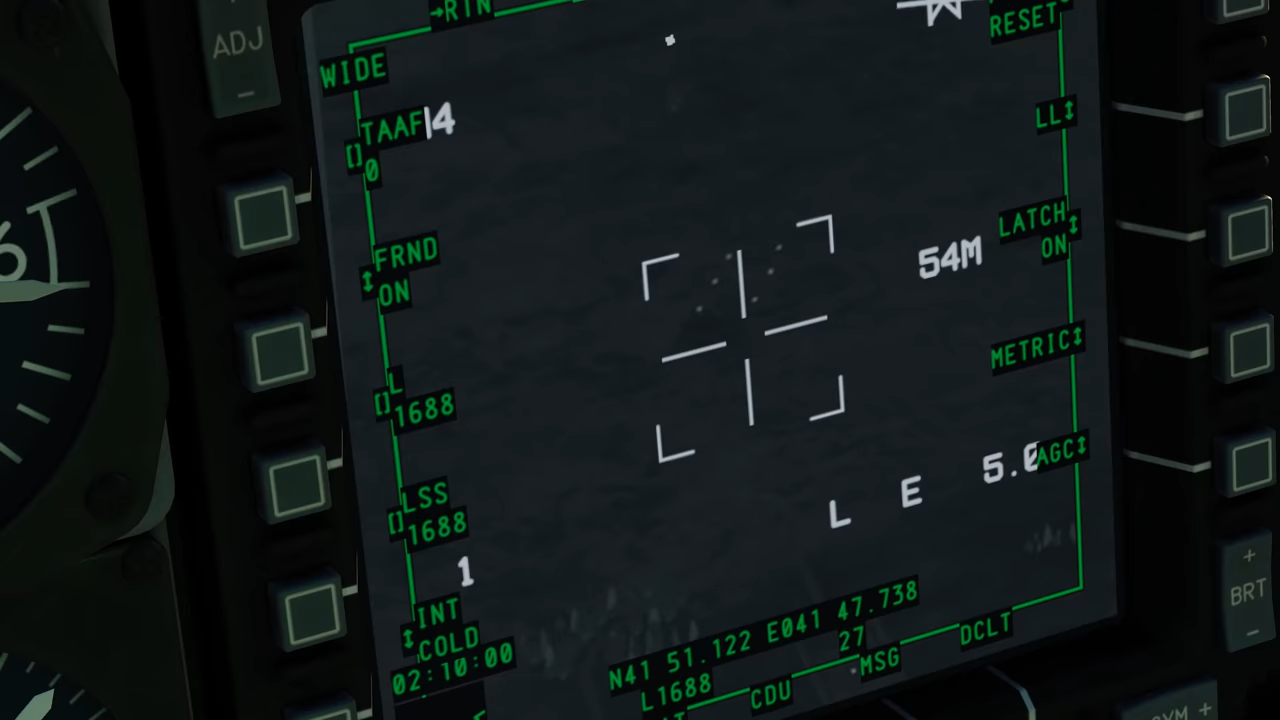 ADJ
→RTN
RESET
WIDE
TAAF 4
0
LL↕
FRND
↕ ON
LATCH
ON
54M
METRIC↕
L
1688
AGC↕
5.0
E
L
LSS
1688
1
INT
↕ COLD
02:10:00
N41 51.122 E041 47.738
27
L1688
CDU
MSG
DCLT
+
BRT
-
6